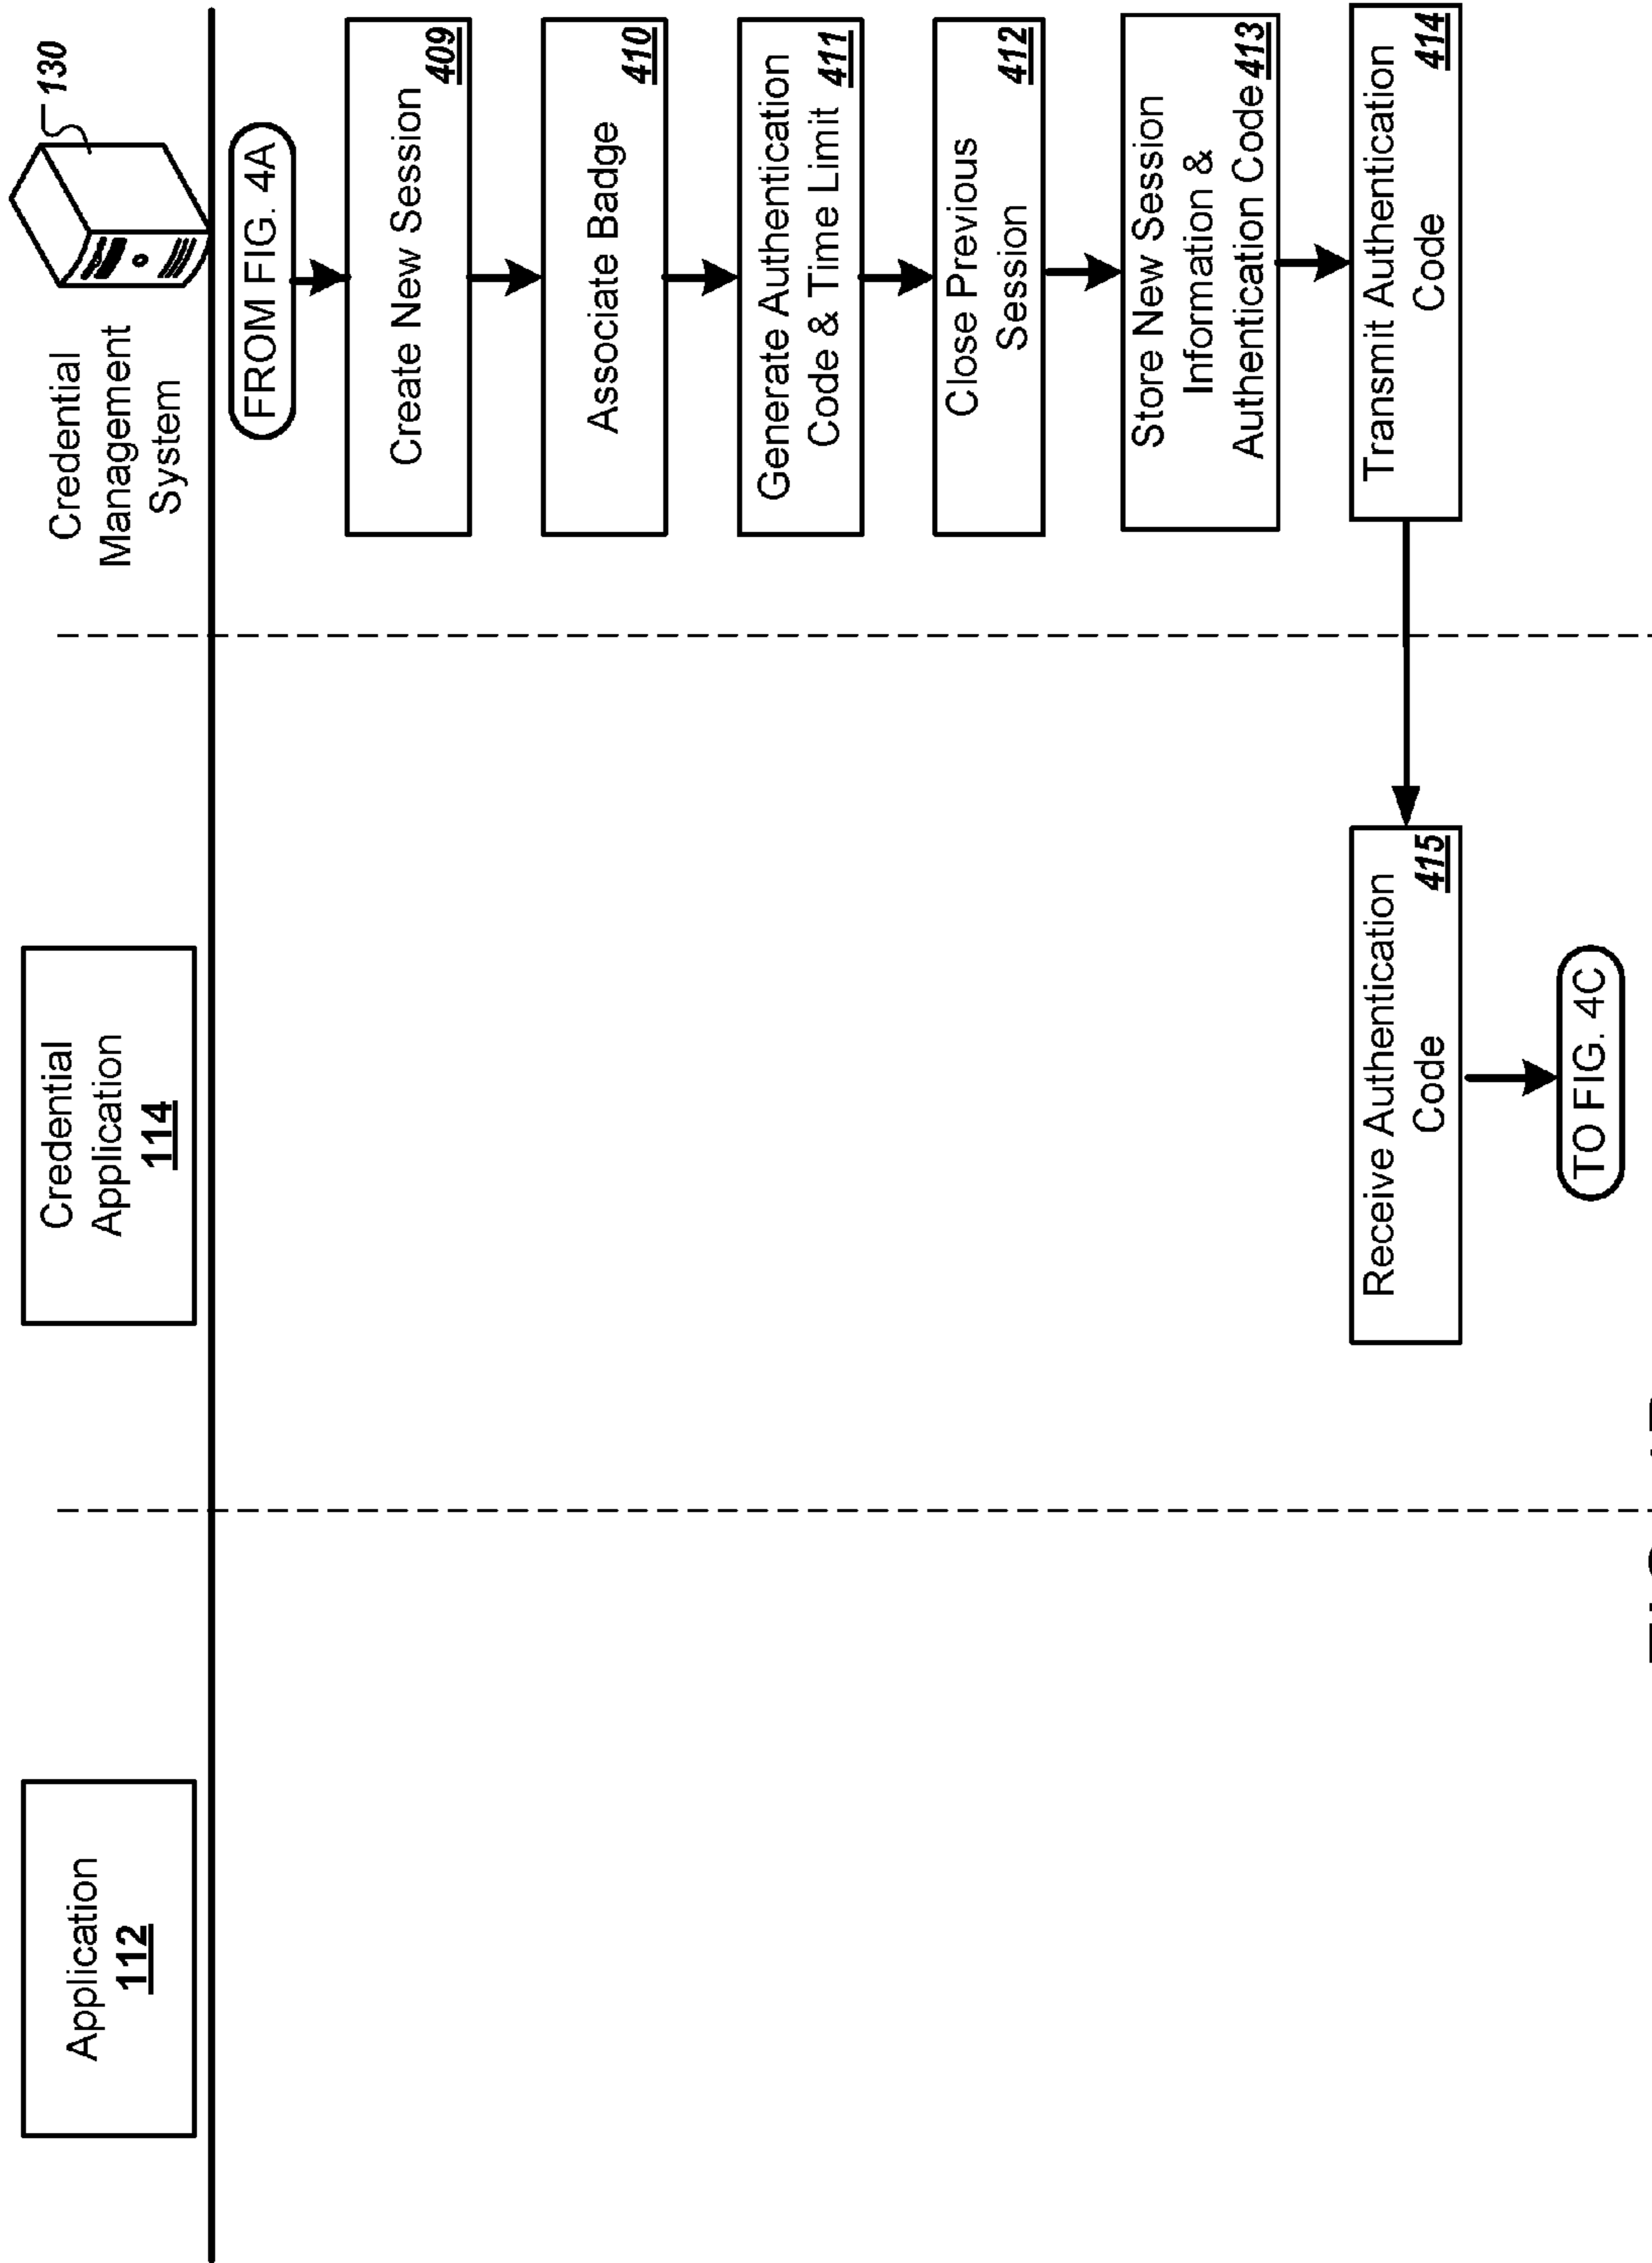 Application
112
Credential
Application
114
Credential
Management
System
130
FROM FIG. 4A
Create New Session
409
Associate Badge
410
Generate Authentication
Code & Time Limit 411
Close Previous
Session
412
Store New Session
Information &
Authentication Code 413
Transmit Authentication
Code
414
Receive Authentication
Code
415
TO FIG. 4C